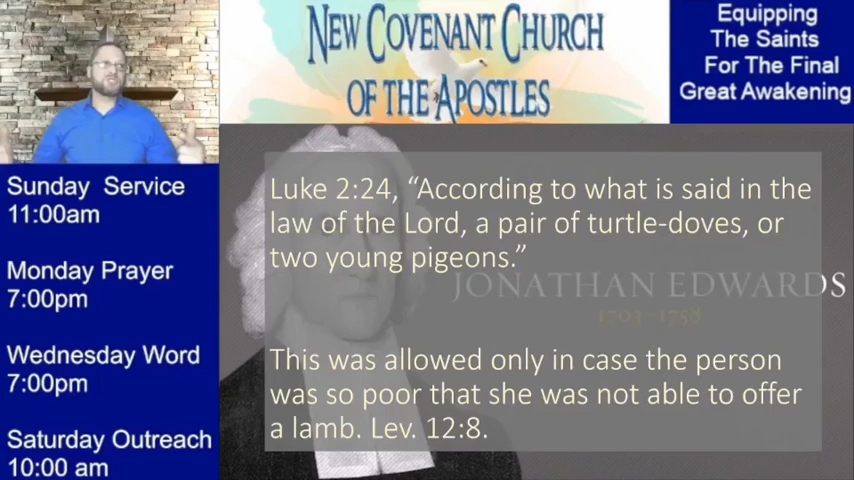 New Covenant Church
of the Apostles
Equipping
The Saints
For The Final
Great Awakening
Sunday Service
11:00am
Monday Prayer
7:00pm
Wednesday Word
7:00pm
Saturday Outreach
10:00 am
Luke 2:24, “According to what is said in the
law of the Lord, a pair of turtle-doves, or
two young pigeons.”
JONATHAN EDWARDS
1703–1758
This was allowed only in case the person
was so poor that she was not able to offer
a lamb. Lev. 12:8.